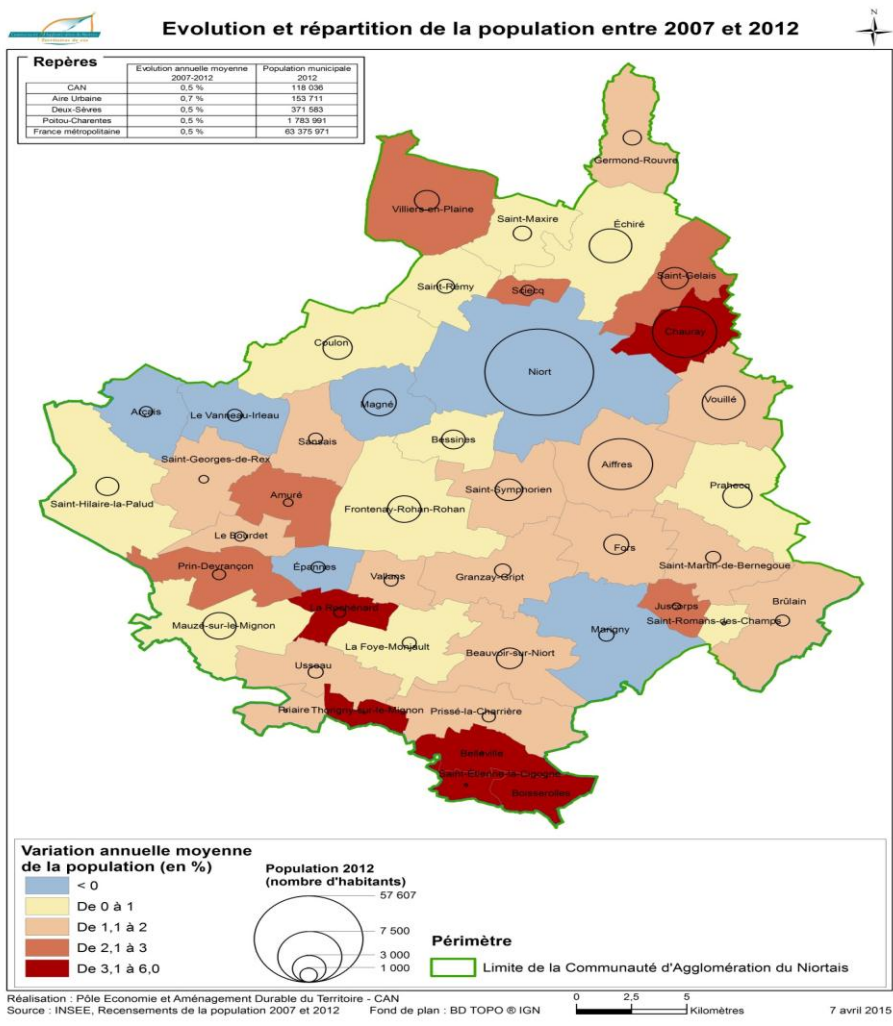 Evolution et répartition de la population entre 2007 et 2012
N
Repères
Evolution annuelle moyenne 2007-2012 Population municipale 2012
CAN 0,5 % 118 036
Aire Urbaine 0,7 % 153 711
Deux-Sèvres 0,5 % 371 583
Poitou-Charentes 0,5 % 1 783 991
France métropolitaine 0,5 % 63 375 971
Germond-Rouvre
Villiers-en-Plaine
Saint-Maxire
Échiré
Saint-Gelais
Saint-Rémy
Sciecq
Chauray
Coulon
Niort
Magné
Vouillé
Arçais
Le Vanneau-Irleau
Sansais
Bessines
Saint-Georges-de-Rex
Aiffres
Saint-Hilaire-la-Palud
Amuré
Saint-Symphorien
Prahecq
Frontenay-Rohan-Rohan
Le Bourdet
Fors
Saint-Martin-de-Bernegoue
Prin-Deyrançon
Épannes
Vallans
Granzay-Gript
La Rochénard
Juscorps
Brûlain
Saint-Romans-des-Champs
Mauzé-sur-le-Mignon
Marigny
La Foye-Monjault
Beauvoir-sur-Niort
Usseau
Priaire
Thorigny-sur-le-Mignon
Prissé-la-Charrière
Belleville
Saint-Etienne-la-Cigogne
Boisserolles
Variation annuelle moyenne
de la population (en %)
< 0
De 0 à 1
De 1,1 à 2
De 2,1 à 3
De 3,1 à 6,0
Population 2012
(nombre d'habitants)
57 607
7 500
3 000
1 000
Périmètre
Limite de la Communauté d'Agglomération du Niortais
Réalisation : Pôle Economie et Aménagement Durable du Territoire - CAN
Source : INSEE, Recensements de la population 2007 et 2012 Fond de plan : BD TOPO ® IGN
0 2,5 5
Kilomètres
7 avril 2015